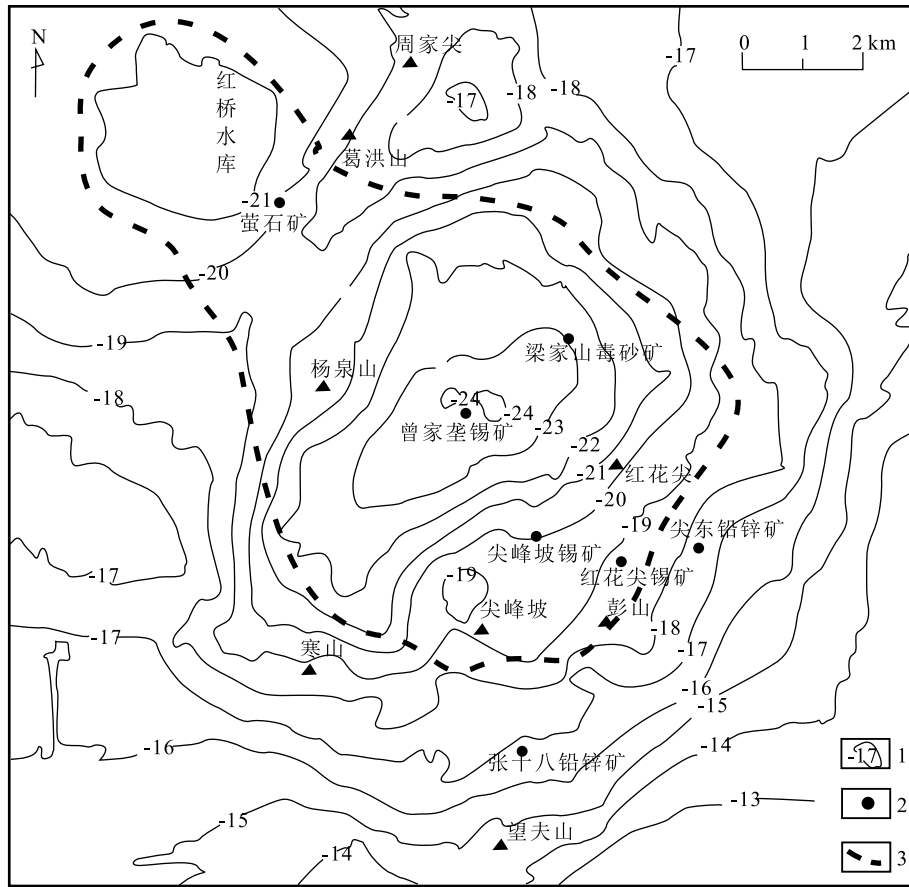 N
周家尖
0 1 2 km
-17
-18
-18
-17
红桥水库
葛洪山
-21
萤石矿
-20
-19
梁家山毒砂矿
杨泉山
-18
-24
-24
曾家垄锡矿
-23
-22
-21
红花尖
-20
-19
尖东铅锌矿
尖峰坡锡矿
红花尖锡矿
-17
-19
尖峰坡
彭山
-18
-17
-17
寒山
-16
-15
-16
-14
张十八铅锌矿
-17 1
-13
-15
2
望夫山
-14
3